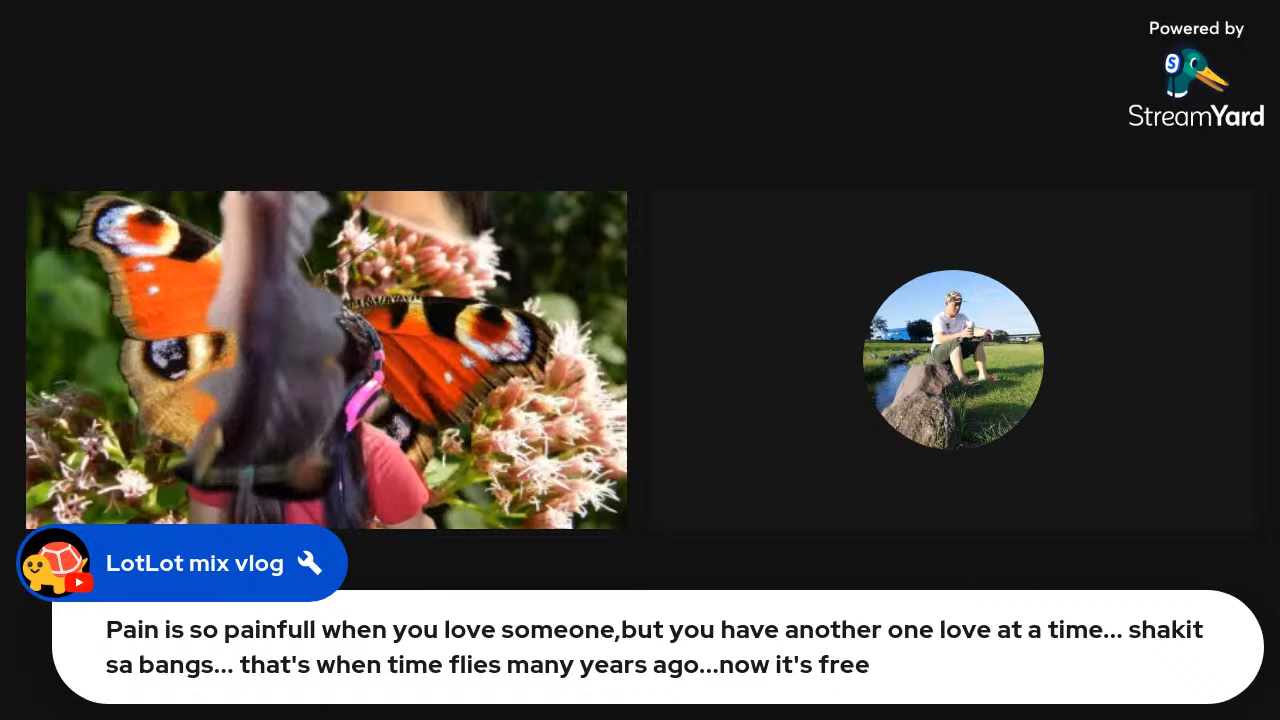 Powered by
S
StreamYard
LotLot mix vlog
Pain is so painfull when you love someone,but you have another one love at a time... shakit
sa bangs... that's when time flies many years ago...now it's free